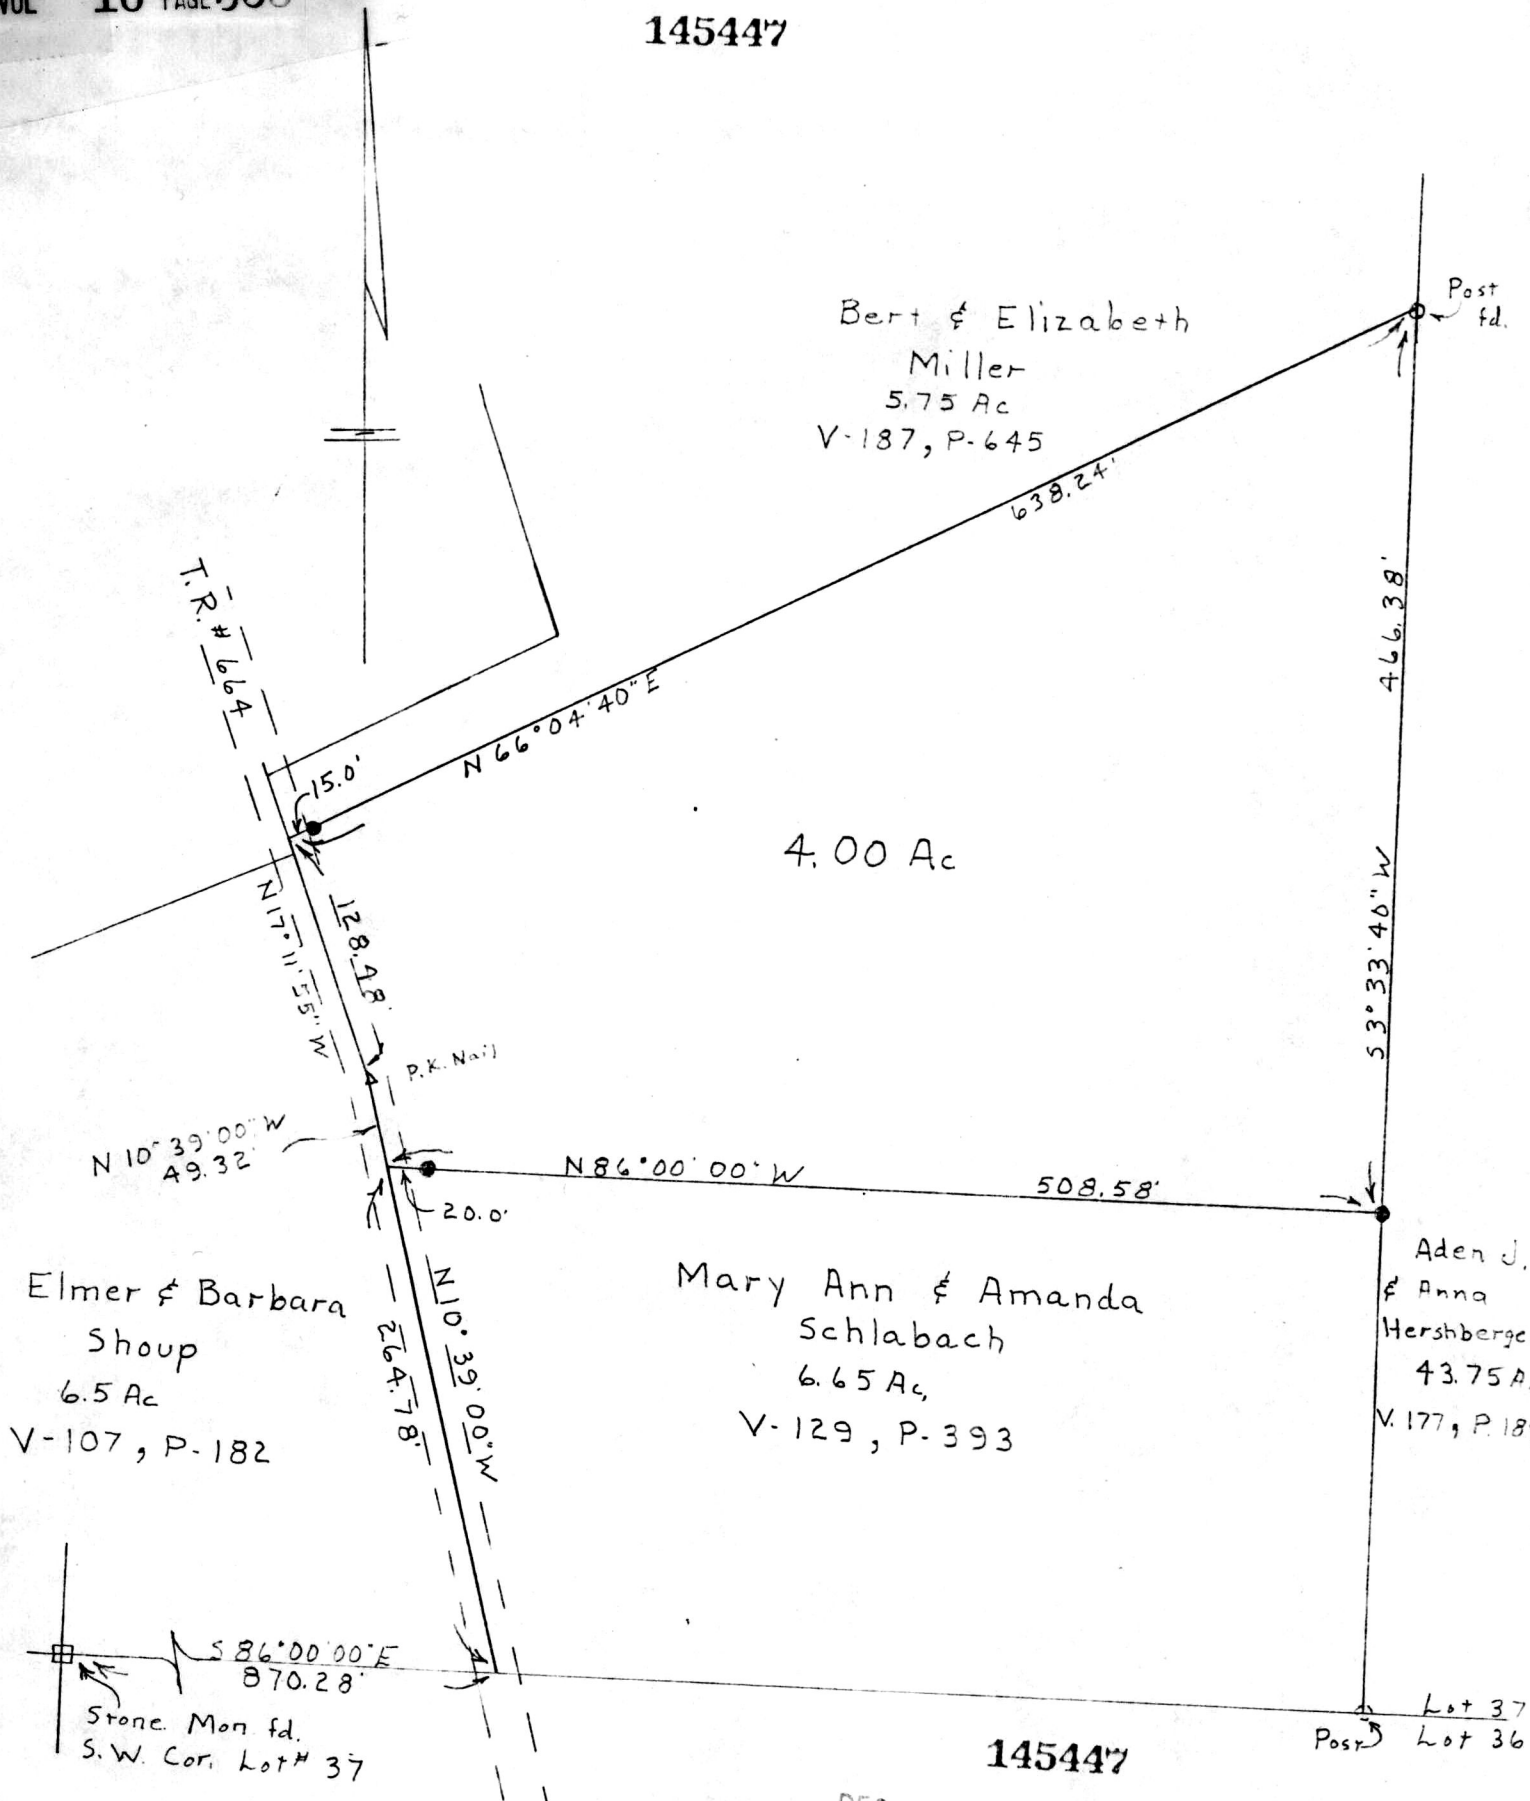 VOL 10 PAGE
145447
Post
fd.
Bert & Elizabeth
Miller
5.75 Ac
V-187, P-645
638.24'
466.38'
T.R. # 664
N 66°04'40" E
15.0'
4.00 Ac
S 3°33'40" W
128.48'
N 17°11'55" W
P.K. Nail
N 10°39'00" W
49.32'
N 86°00'00" W
508.58'
20.0'
Aden J.
& Anna
Hershberge
43.75 A
V. 177, P. 18
Elmer & Barbara
Shoup
6.5 Ac
V-107, P-182
N 10°39'00" W
264.78'
Mary Ann & Amanda
Schlabach
6.65 Ac,
V-129, P-393
S 86°00'00" E
870.28'
Stone Mon fd.
S.W. Cor. Lot # 37
Post
Lot 37
Lot 36
145447